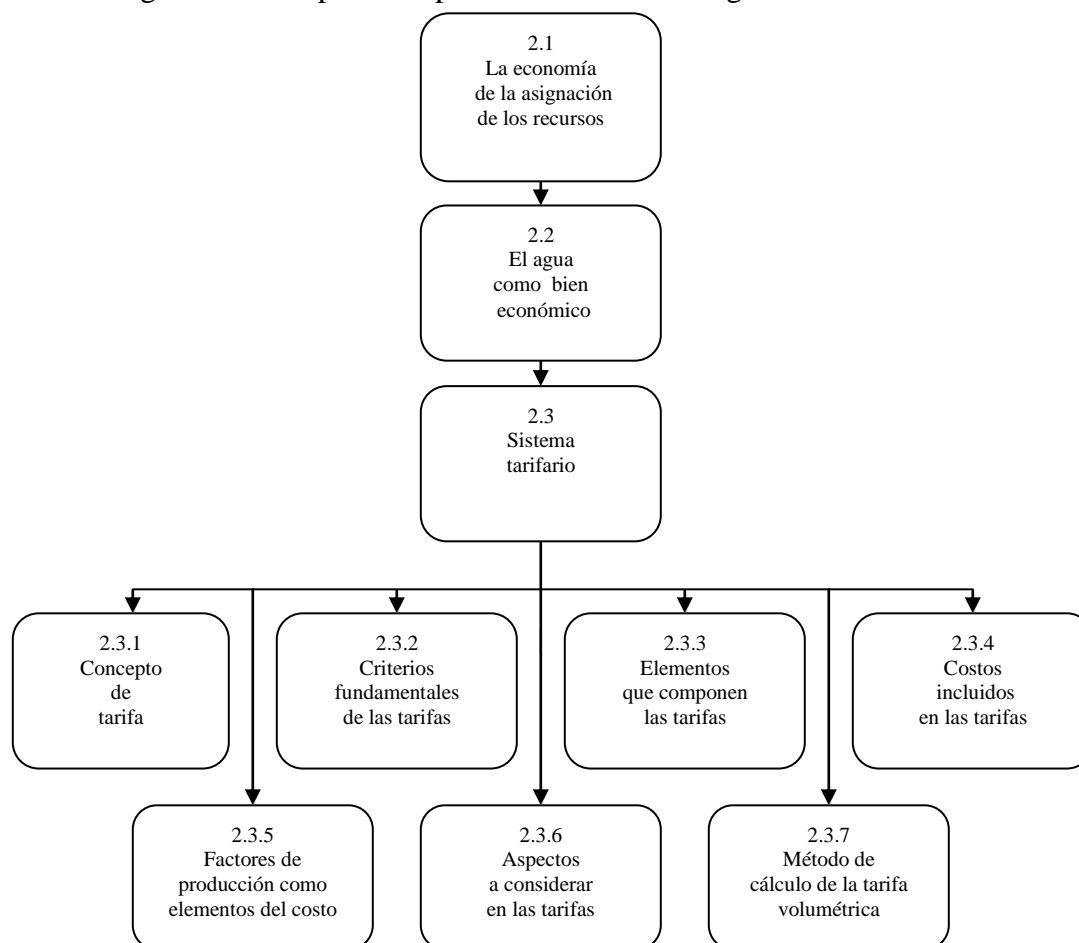 2.1
La economía
de la asignación
de los recursos
2.2
El agua
como bien
económico
2.3
Sistema
tarifario
2.3.1
Concepto
de
tarifa
2.3.2
Criterios
fundamentales
de las tarifas
2.3.3
Elementos
que componen
las tarifas
2.3.4
Costos
incluidos
en las tarifas
2.3.5
Factores de
producción como
elementos del costo
2.3.6
Aspectos
a considerar
en las tarifas
2.3.7
Método de
cálculo de la tarifa
volumétrica